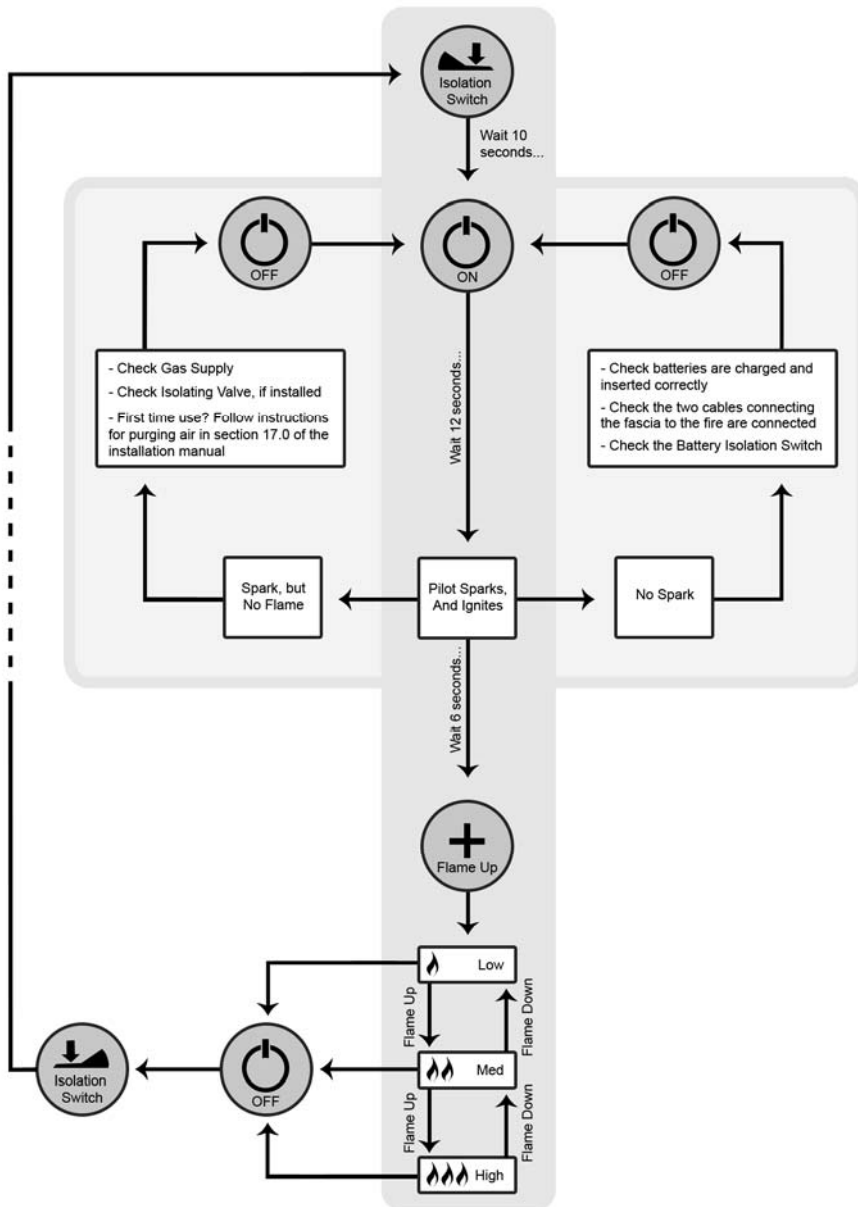 Isolation
Switch
Wait 10
seconds...
OFF
ON
OFF
- Check Gas Supply
- Check Isolating Valve, if installed
- First time use? Follow instructions
for purging air in section 17.0 of the
installation manual
Wait 12 seconds...
- Check batteries are charged and
inserted correctly
- Check the two cables connecting
the fascia to the fire are connected
- Check the Battery Isolation Switch
Spark, but
No Flame
Pilot Sparks,
And Ignites
No Spark
Wait 6 seconds...
Flame Up
Low
Flame Up
Flame Down
Isolation
Switch
OFF
Med
Flame Up
Flame Down
High